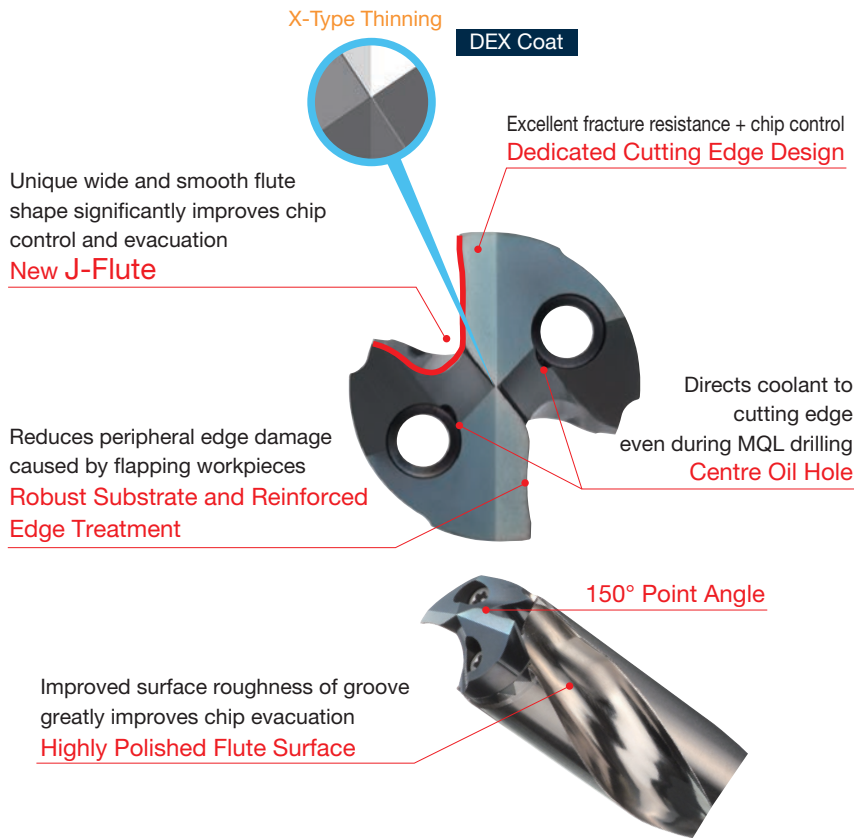 X-Type Thinning
DEX Coat
Excellent fracture resistance + chip control
Dedicated Cutting Edge Design
Unique wide and smooth flute
shape significantly improves chip
control and evacuation
New J-Flute
Directs coolant to
cutting edge
even during MQL drilling
Centre Oil Hole
Reduces peripheral edge damage
caused by flapping workpieces
Robust Substrate and Reinforced
Edge Treatment
150° Point Angle
Improved surface roughness of groove
greatly improves chip evacuation
Highly Polished Flute Surface